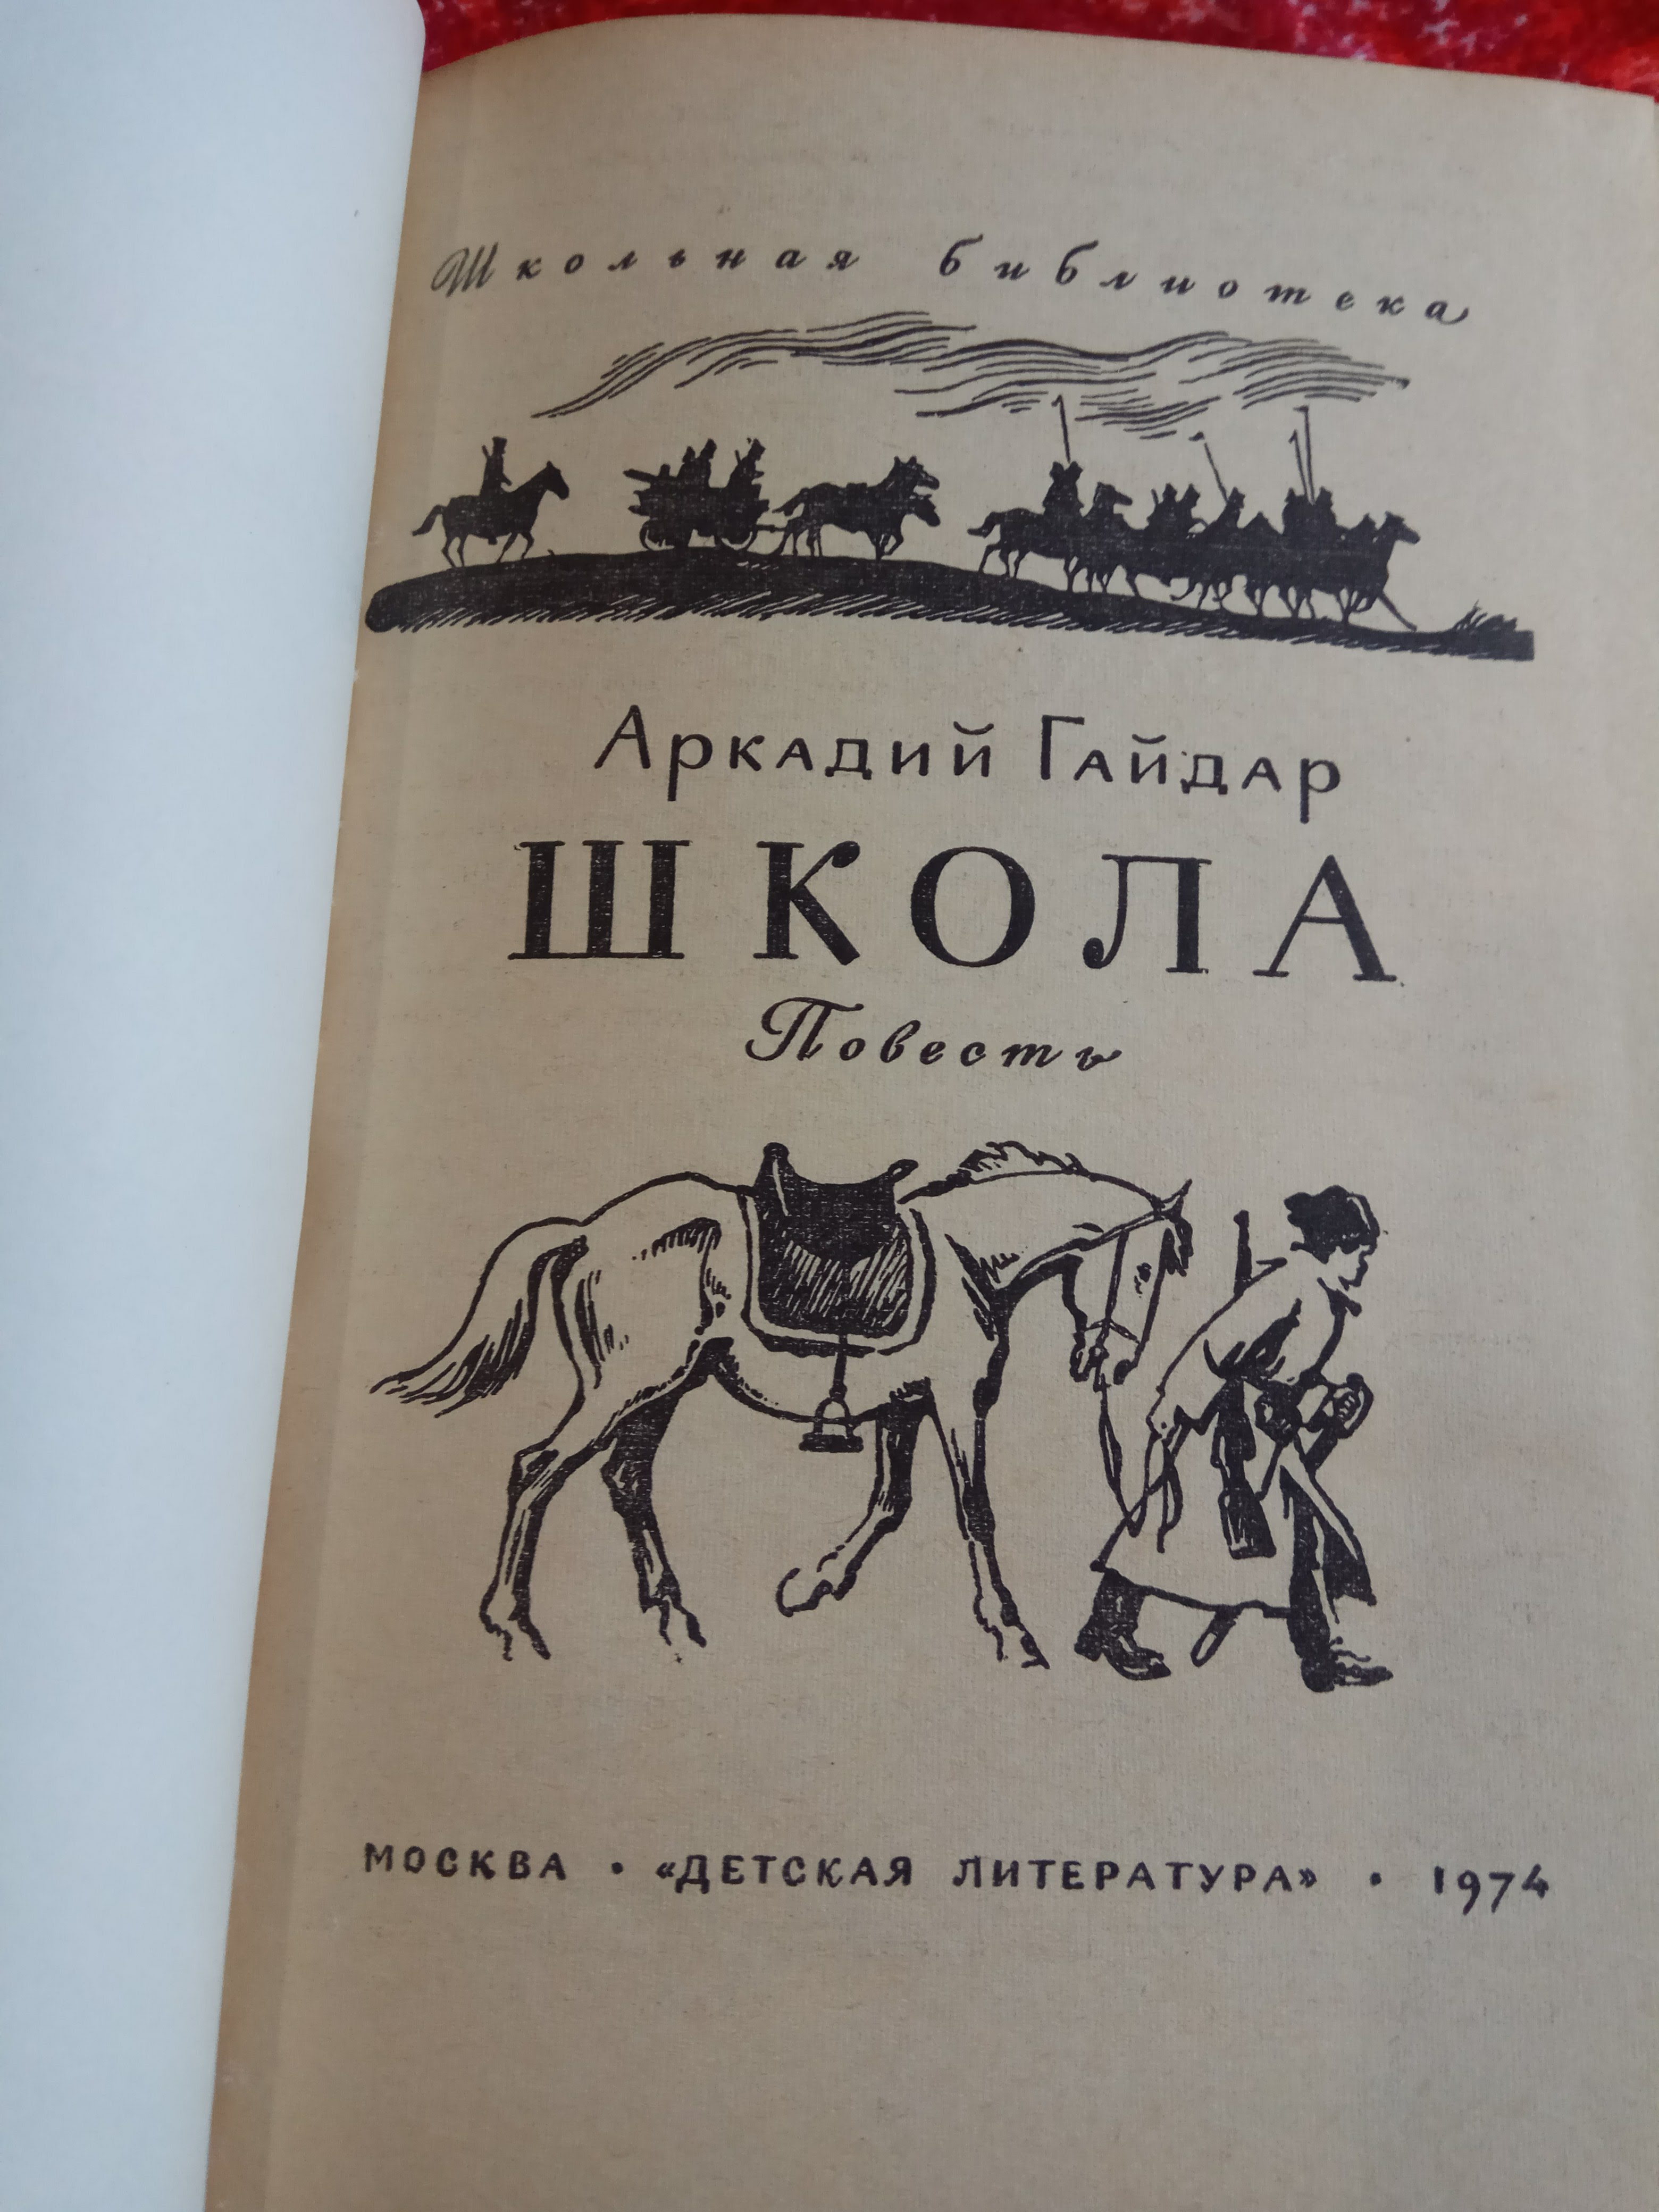 Школьная библиотека
Аркадий Гайдар
ШКОЛА
Повесть
МОСКВА • «ДЕТСКАЯ ЛИТЕРАТУРА» • 1974